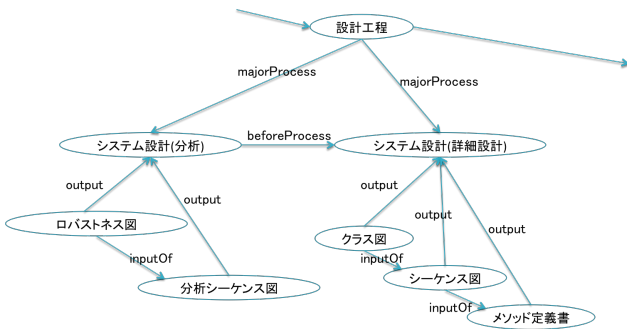 設計工程
majorProcess
majorProcess
システム設計(分析)
beforeProcess
システム設計(詳細設計)
output
output
output
output
output
ロバストネス図
クラス図
inputOf
inputOf
分析シーケンス図
シーケンス図
inputOf
メソッド定義書